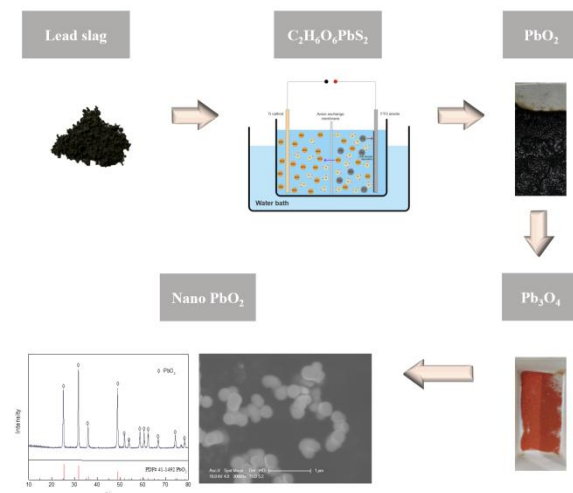 Lead slag
C₂H₆O₆PbS₂
PbO₂
Ti cathod
Anion exchange
membrane
FTO anode
Water bath
Nano PbO₂
Pb₃O₄
Intensity
PbO₂
PDF# 41-1492 PbO₂
10 20 30 40 50 60 70 80
1 μm